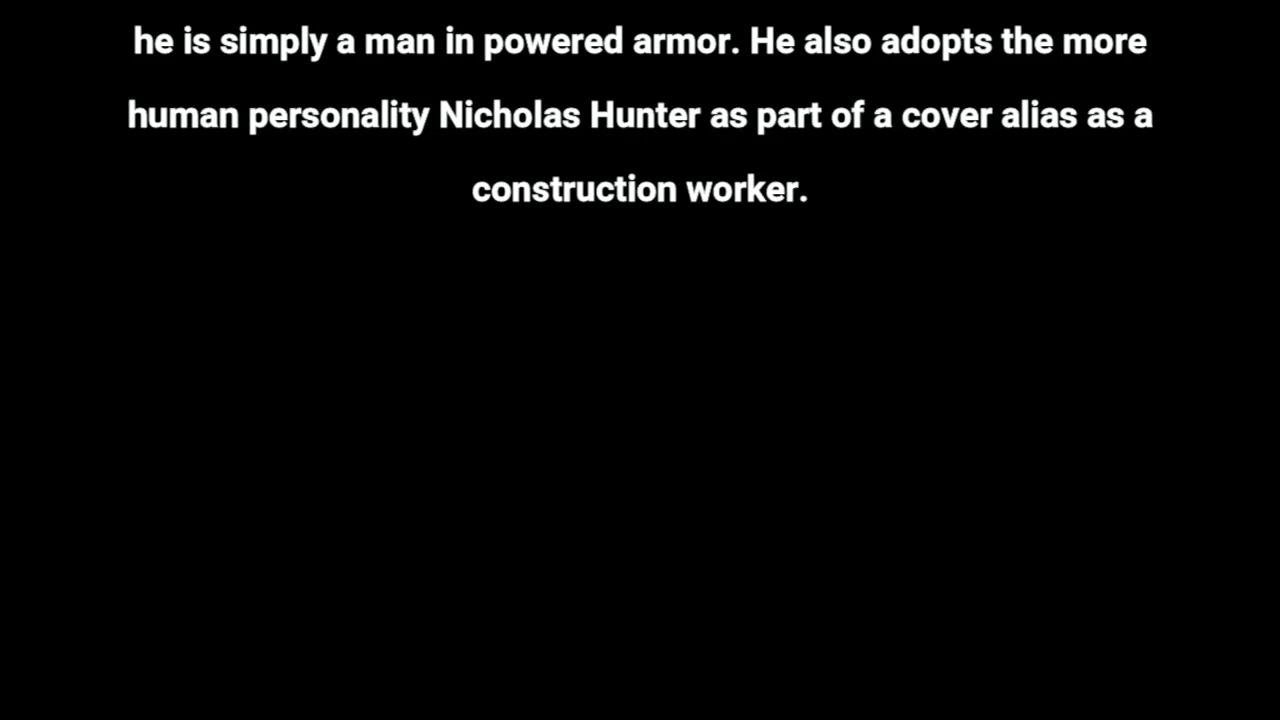 he is simply a man in powered armor. He also adopts the more
human personality Nicholas Hunter as part of a cover alias as a
construction worker.